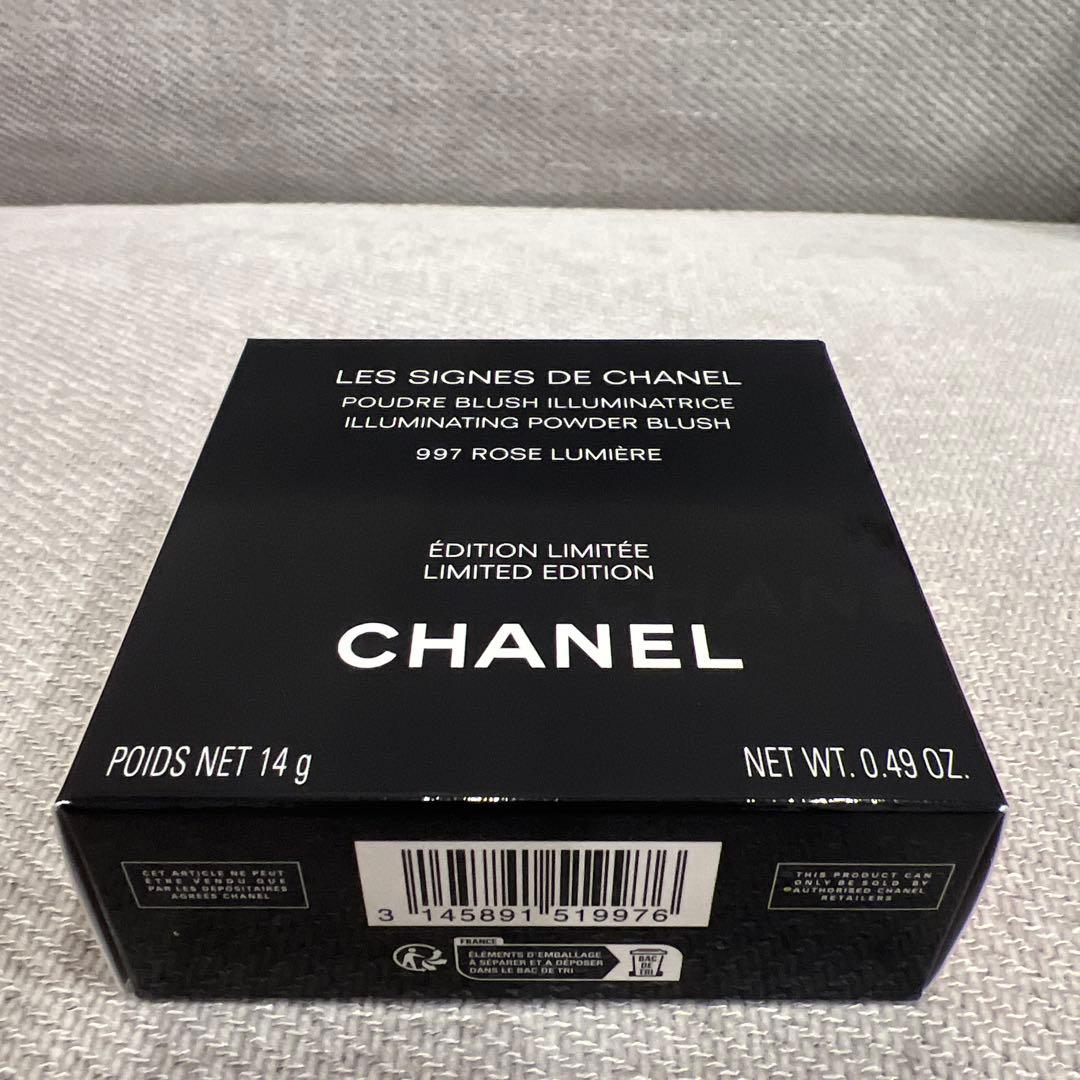 LES SIGNES DE CHANEL
POUDRE BLUSH ILLUMINATRICE
ILLUMINATING POWDER BLUSH
997 ROSE LUMIÈRE
ÉDITION LIMITÉE
LIMITED EDITION
CHANEL
POIDS NET 14 g
NET WT. 0.49 OZ.
CET ARTICLE NE PEUT
ÊTRE VENDU QUE
PAR LES DÉPOSITAIRES
AGRÉÉS CHANEL
3 145891 519976
THIS PRODUCT CAN
ONLY BE SOLD BY
AUTHORISED CHANEL
RETAILERS
FRANCE
ÉLÉMENTS D'EMBALLAGE
À SÉPARER ET À DÉPOSER
DANS LE BAC DE TRI
BAC
DE
TRI